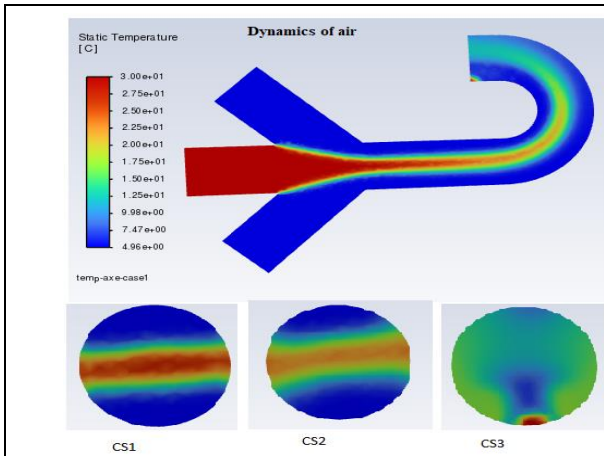 Dynamics of air
Static Temperature
[ C ]
3.00e+01
2.75e+01
2.50e+01
2.25e+01
2.00e+01
1.75e+01
1.50e+01
1.25e+01
9.98e+00
7.47e+00
4.96e+00
temp-axe-case1
CS1
CS2
CS3